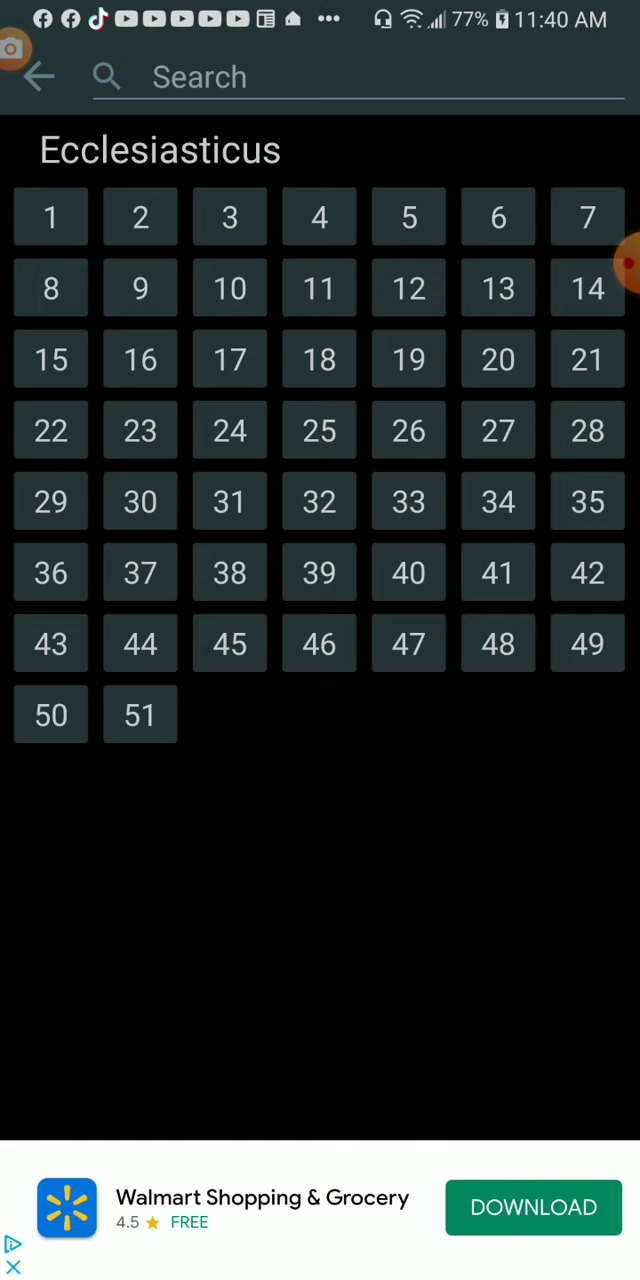 77% 11:40 AM
Search
Ecclesiasticus
1 2 3 4 5 6 7
8 9 10 11 12 13 14
15 16 17 18 19 20 21
22 23 24 25 26 27 28
29 30 31 32 33 34 35
36 37 38 39 40 41 42
43 44 45 46 47 48 49
50 51
Walmart Shopping & Grocery
4.5 ★ FREE
DOWNLOAD